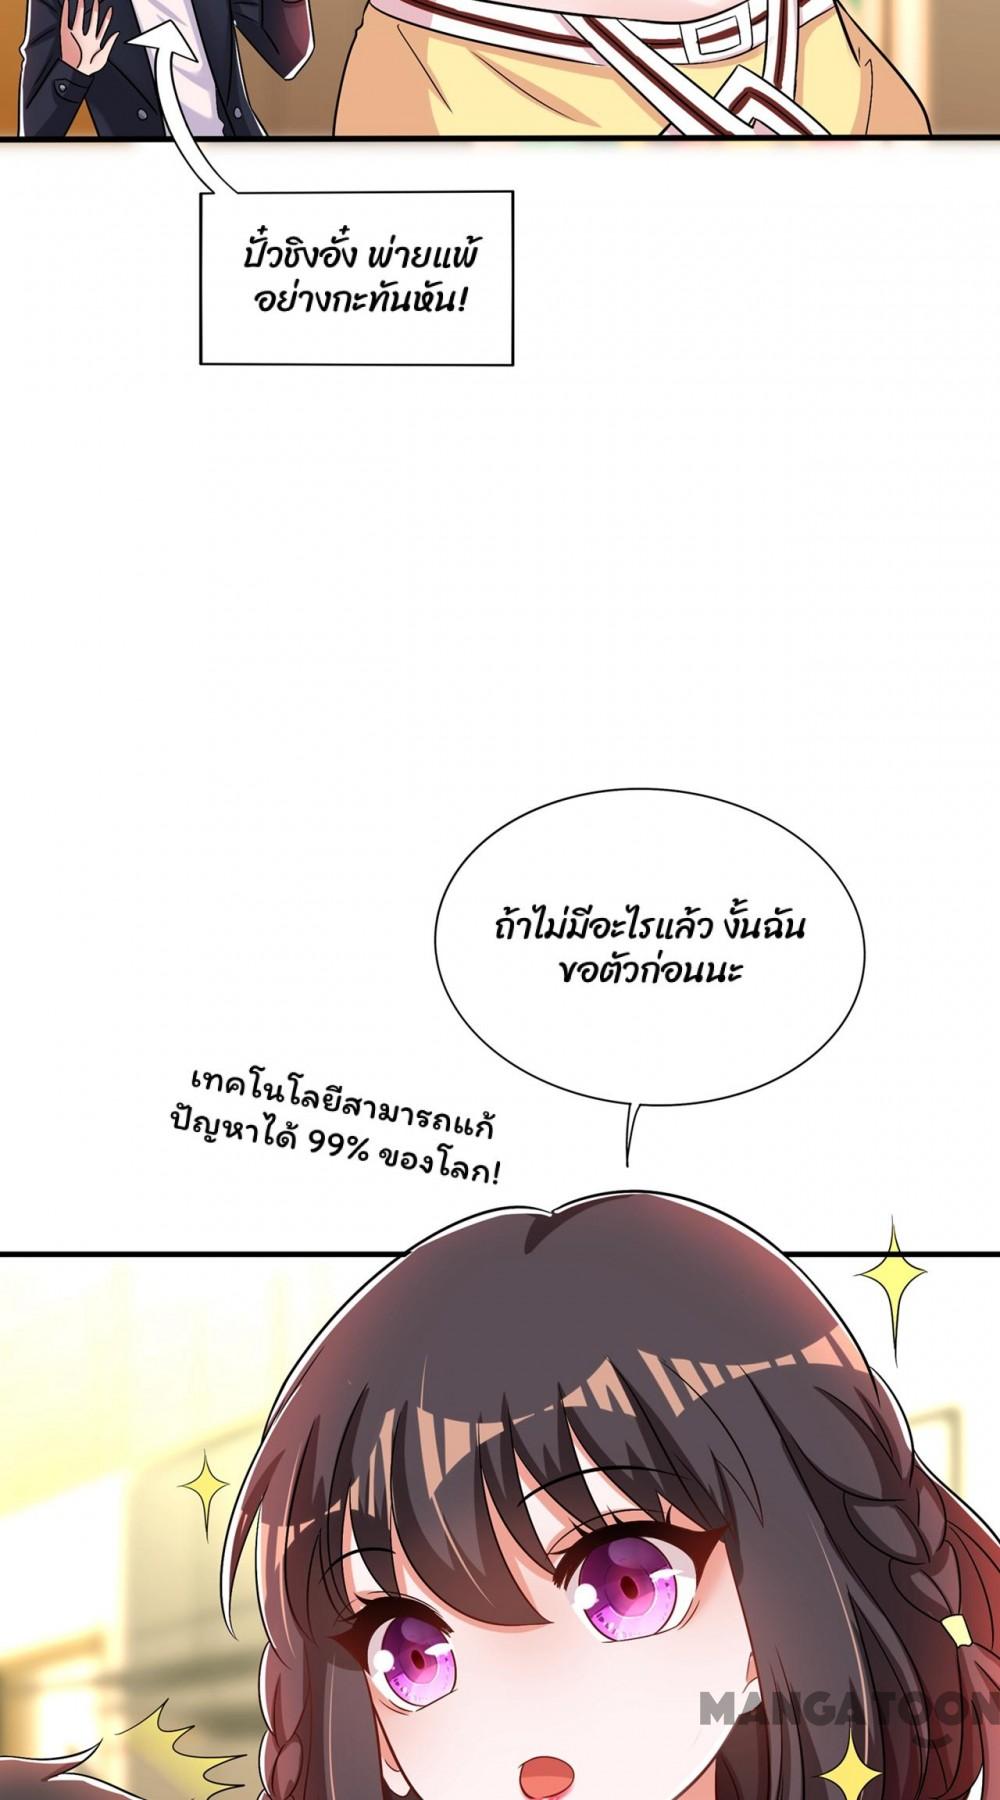 ปั๋วชิงอั๋ง พ่ายแพ้
อย่างกะทันหัน!
ถ้าไม่มีอะไรแล้ว งั้นฉัน
ขอตัวก่อนนะ
เทคโนโลยีสามารถแก้
ปัญหาได้ 99% ของโลก!
MANGATOON